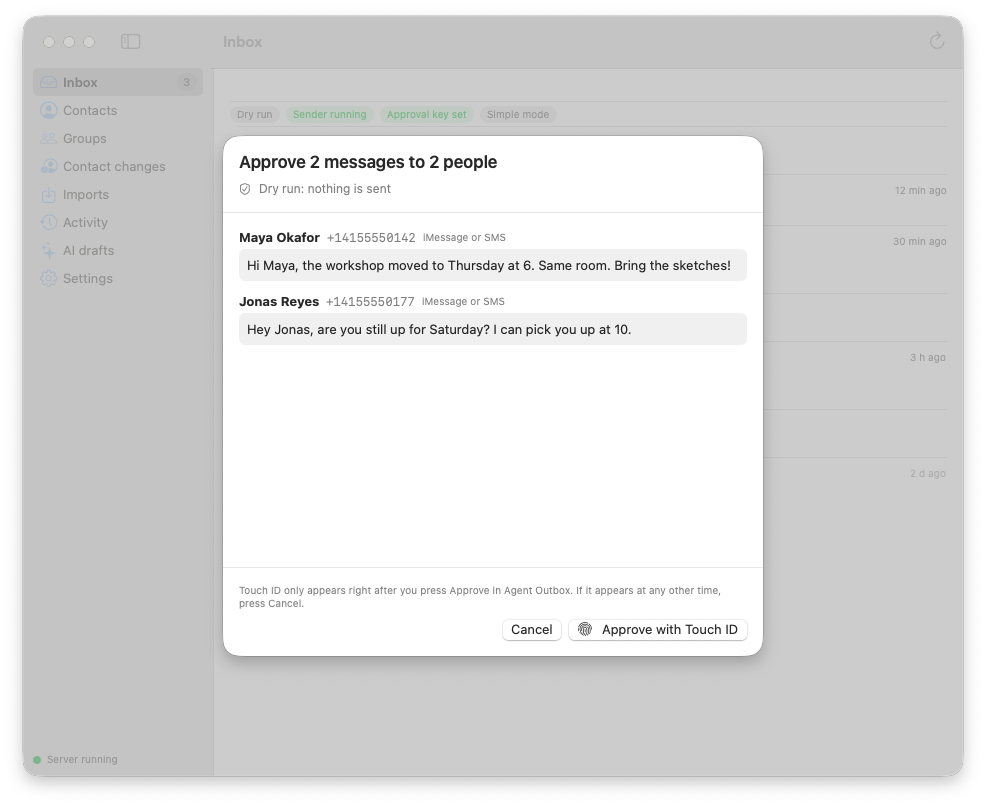 Inbox
Inbox 3
Contacts
Groups
Contact changes
Imports
Activity
AI drafts
Settings
Server running
Dry run Sender running Approval key set Simple mode
12 min ago
30 min ago
3 h ago
2 d ago
Approve 2 messages to 2 people
Dry run: nothing is sent
Maya Okafor +14155550142 iMessage or SMS
Hi Maya, the workshop moved to Thursday at 6. Same room. Bring the sketches!
Jonas Reyes +14155550177 iMessage or SMS
Hey Jonas, are you still up for Saturday? I can pick you up at 10.
Touch ID only appears right after you press Approve in Agent Outbox. If it appears at any other time,
press Cancel.
Cancel Approve with Touch ID